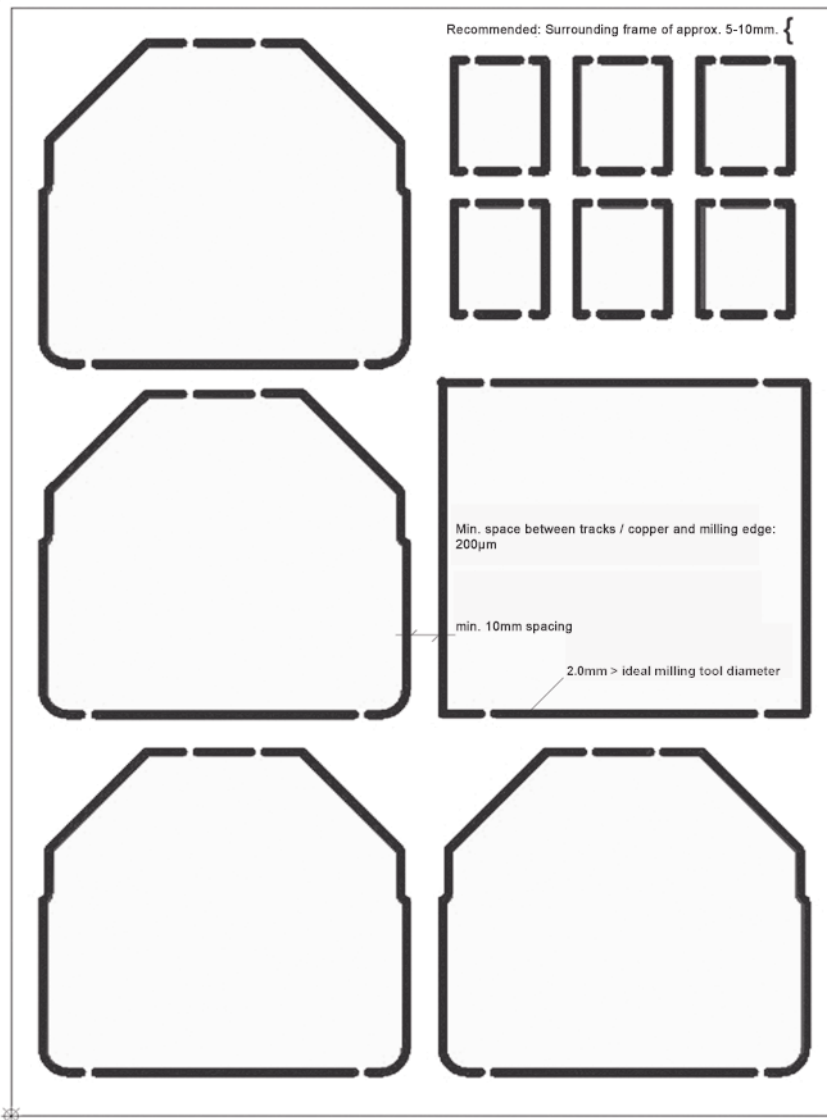 Recommended: Surrounding frame of approx. 5-10mm. {
Min. space between tracks / copper and milling edge:
200µm
min. 10mm spacing
2.0mm > ideal milling tool diameter